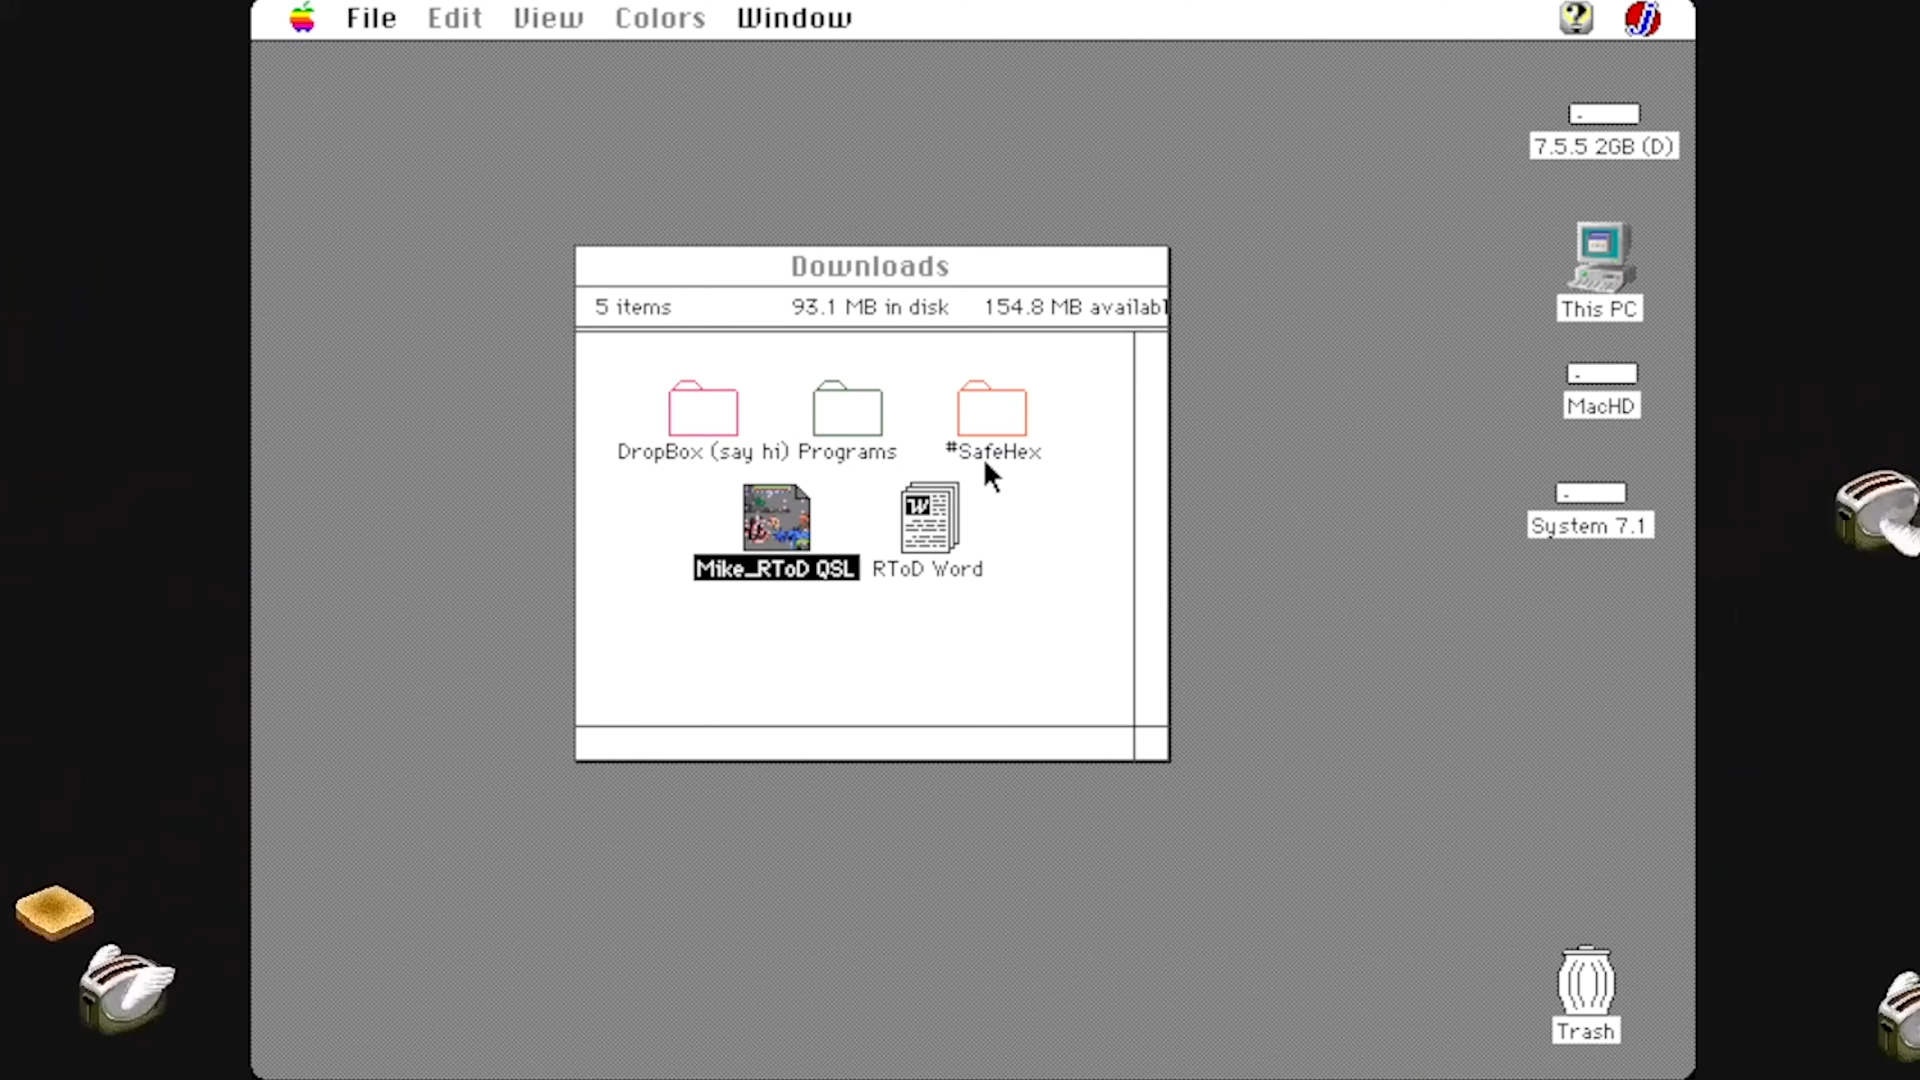 File Edit View Colors Window
7.5.5 2GB (D)
Downloads
5 items 93.1 MB in disk 154.8 MB availabl
This PC
MacHD
DropBox (say hi) Programs #SafeHex
System 7.1
Mike_RToD QSL RToD Word
Trash